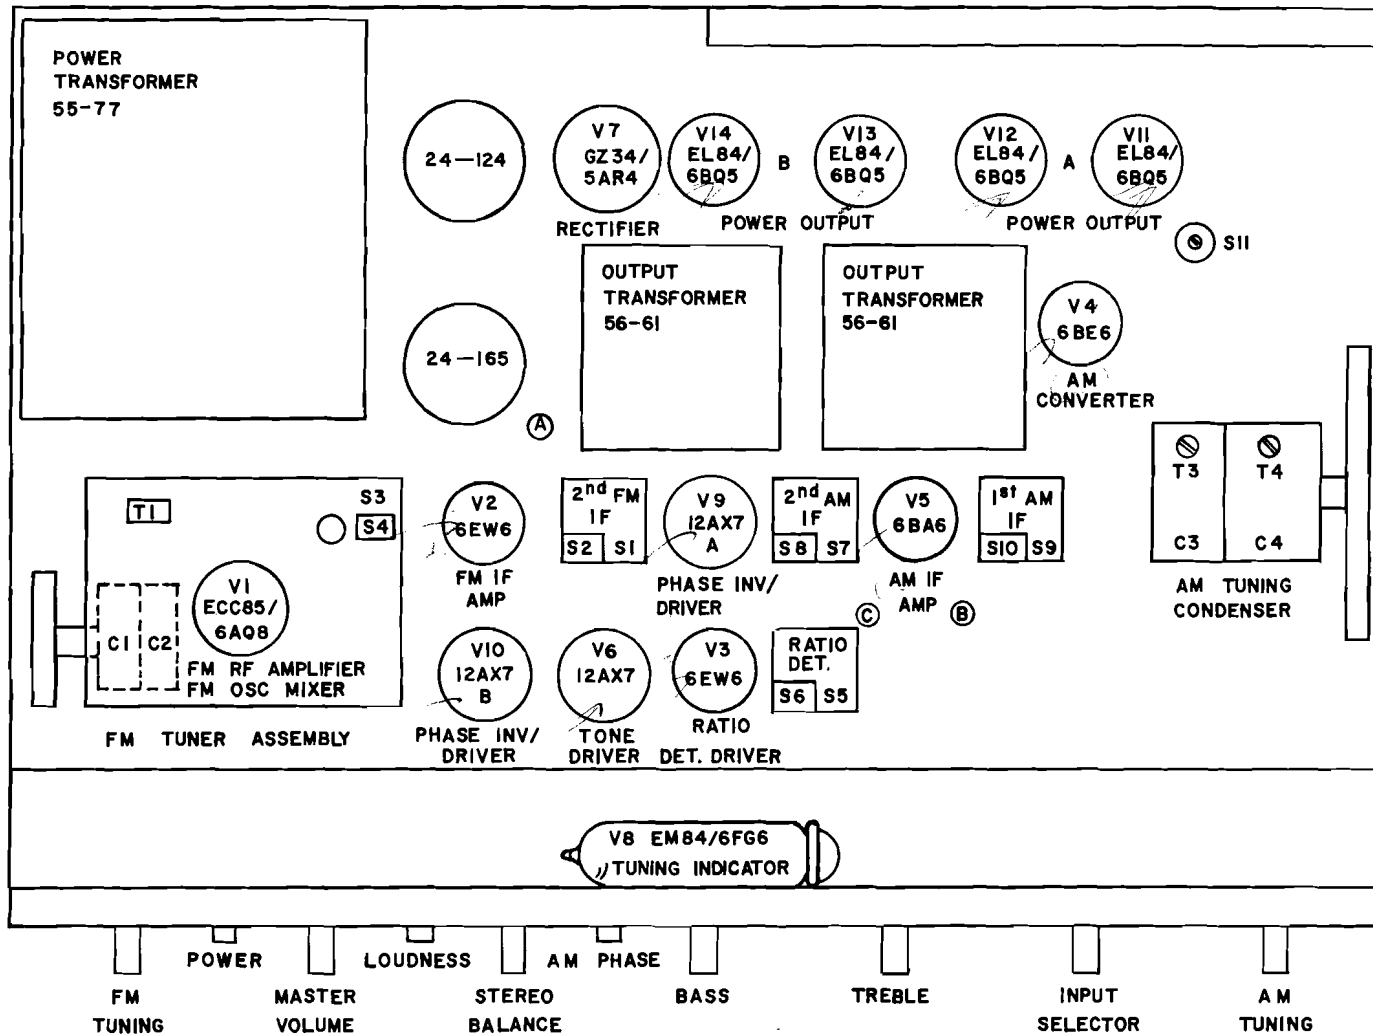 POWER
TRANSFORMER
55-77
24-124
V7
GZ34/
5AR4
RECTIFIER
V14
EL84/
6BQ5
B
V13
EL84/
6BQ5
POWER OUTPUT
V12
EL84/
6BQ5
A
V11
EL84/
6BQ5
POWER OUTPUT
S11
24-165
A
OUTPUT
TRANSFORMER
56-61
OUTPUT
TRANSFORMER
56-61
V4
6BE6
AM
CONVERTER
T3
T4
C3
C4
AM TUNING
CONDENSER
T1
S3
S4
V1
ECC85/
6AQ8
C1
C2
FM RF AMPLIFIER
FM OSC MIXER
FM TUNER ASSEMBLY
V2
6EW6
FM IF
AMP
2nd FM
IF
S2 S1
V9
12AX7
A
PHASE INV/
DRIVER
2nd AM
IF
S8 S7
V5
6BA6
AM IF
AMP
C
B
1st AM
IF
S10 S9
V10
12AX7
B
PHASE INV/
DRIVER
V6
12AX7
TONE
DRIVER
V3
6EW6
RATIO
DET. DRIVER
RATIO
DET.
S6 S5
V8 EM84/6FG6
TUNING INDICATOR
POWER
LOUDNESS
AM PHASE
FM
TUNING
MASTER
VOLUME
STEREO
BALANCE
BASS
TREBLE
INPUT
SELECTOR
AM
TUNING